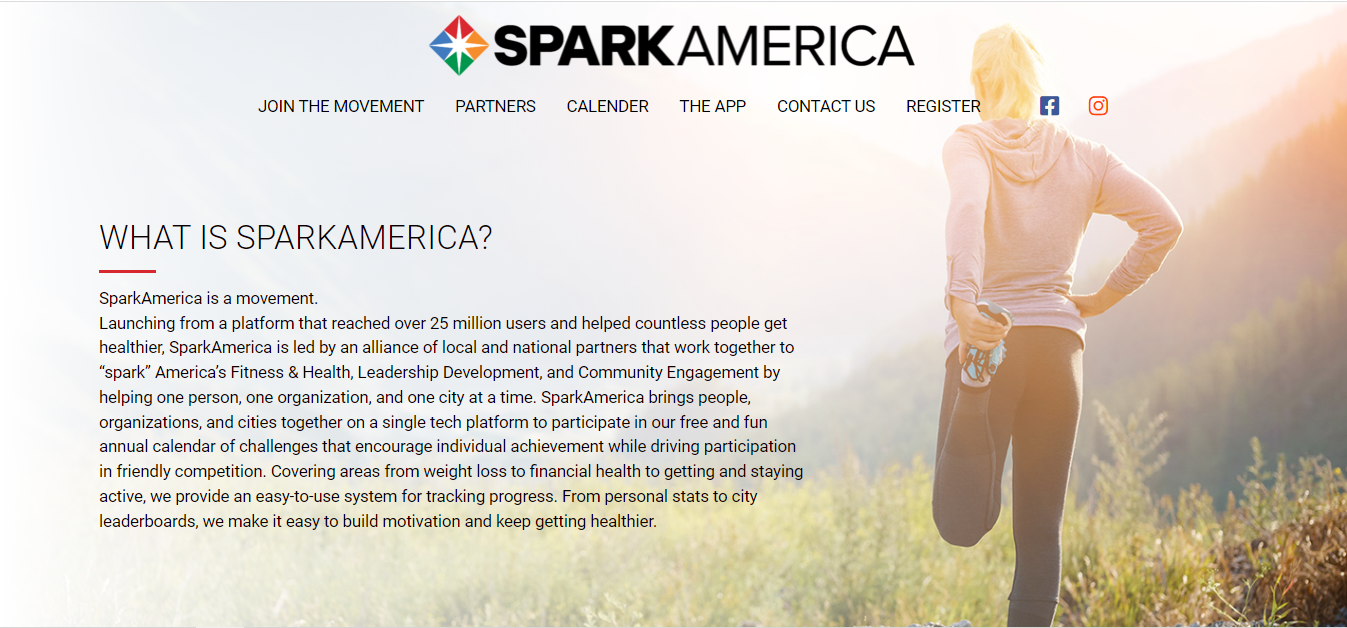 SPARKAMERICA
JOIN THE MOVEMENT PARTNERS CALENDER THE APP CONTACT US REGISTER
WHAT IS SPARKAMERICA?
SparkAmerica is a movement.
Launching from a platform that reached over 25 million users and helped countless people get
healthier, SparkAmerica is led by an alliance of local and national partners that work together to
“spark” America’s Fitness & Health, Leadership Development, and Community Engagement by
helping one person, one organization, and one city at a time. SparkAmerica brings people,
organizations, and cities together on a single tech platform to participate in our free and fun
annual calendar of challenges that encourage individual achievement while driving participation
in friendly competition. Covering areas from weight loss to financial health to getting and staying
active, we provide an easy-to-use system for tracking progress. From personal stats to city
leaderboards, we make it easy to build motivation and keep getting healthier.